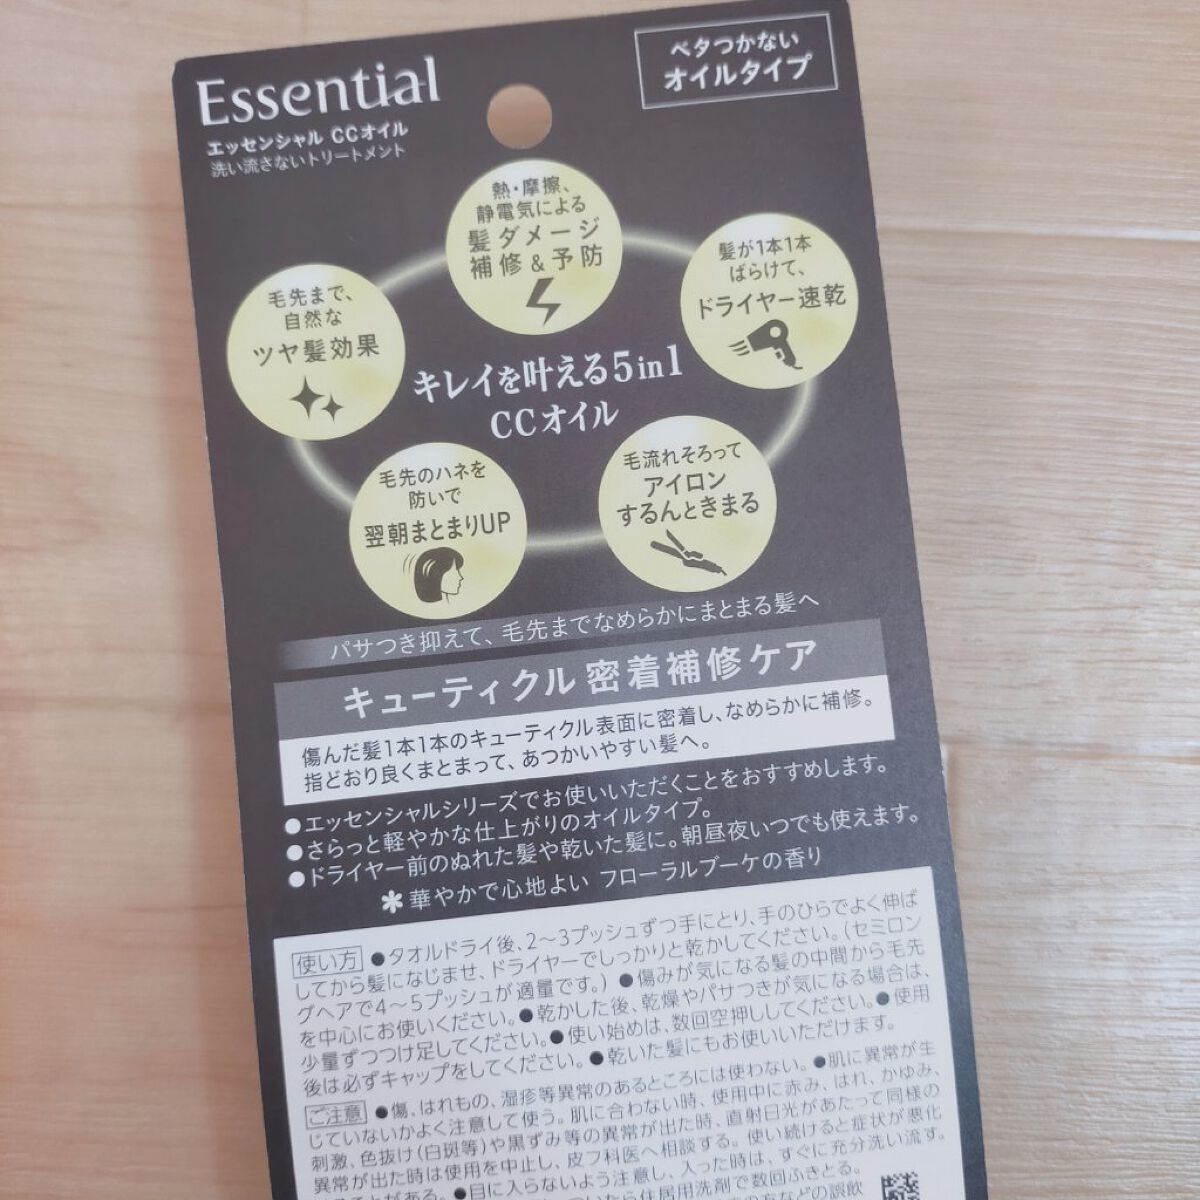 Essential
エッセンシャル CCオイル
洗い流さないトリートメント
ベタつかない
オイルタイプ
熱・摩擦、
静電気による
髪ダメージ
補修&予防
髪が1本1本
ばらけて、
ドライヤー速乾
毛先まで、
自然な
ツヤ髪効果
キレイを叶える5in1
CCオイル
毛先のハネを
防いで
翌朝まとまりUP
毛流れそろって
アイロン
するんときまる
パサつき抑えて、毛先までなめらかにまとまる髪へ
キューティクル密着補修ケア
傷んだ髪1本1本のキューティクル表面に密着し、なめらかに補修。
指どおり良くまとまって、あつかいやすい髪へ。
●エッセンシャルシリーズでお使いいただくことをおすすめします。
●さらっと軽やかな仕上がりのオイルタイプ。
●ドライヤー前のぬれた髪や乾いた髪に。朝昼夜いつでも使えます。
＊華やかで心地よい フローラルブーケの香り
使い方 ●タオルドライ後、2〜3プッシュずつ手にとり、手のひらでよく伸ば
してから髪になじませ、ドライヤーでしっかりと乾かしてください。(セミロン
グヘアで4〜5プッシュが適量です。) ●傷みが気になる髪の中間から毛先
を中心にお使いください。●乾かした後、乾燥やパサつきが気になる場合は、
少量ずつつけ足してください。●使い始めは、数回空押ししてください。●使用
後は必ずキャップをしてください。●乾いた髪にもお使いいただけます。
ご注意 ●傷、はれもの、湿疹等異常のあるところには使わない。●肌に異常が生
じていないかよく注意して使う。肌に合わない時、使用中に赤み、はれ、かゆみ、
刺激、色抜け(白斑等)や黒ずみ等の異常が出た時、直射日光があたって同様の
異常が出た時は使用を中止し、皮フ科医へ相談する。使い続けると症状が悪化
することがある。●目に入らないよう注意し、入った時は、すぐに充分洗い流す。
ついたら住居用洗剤で数回ふきとる。
の方などの誤飲